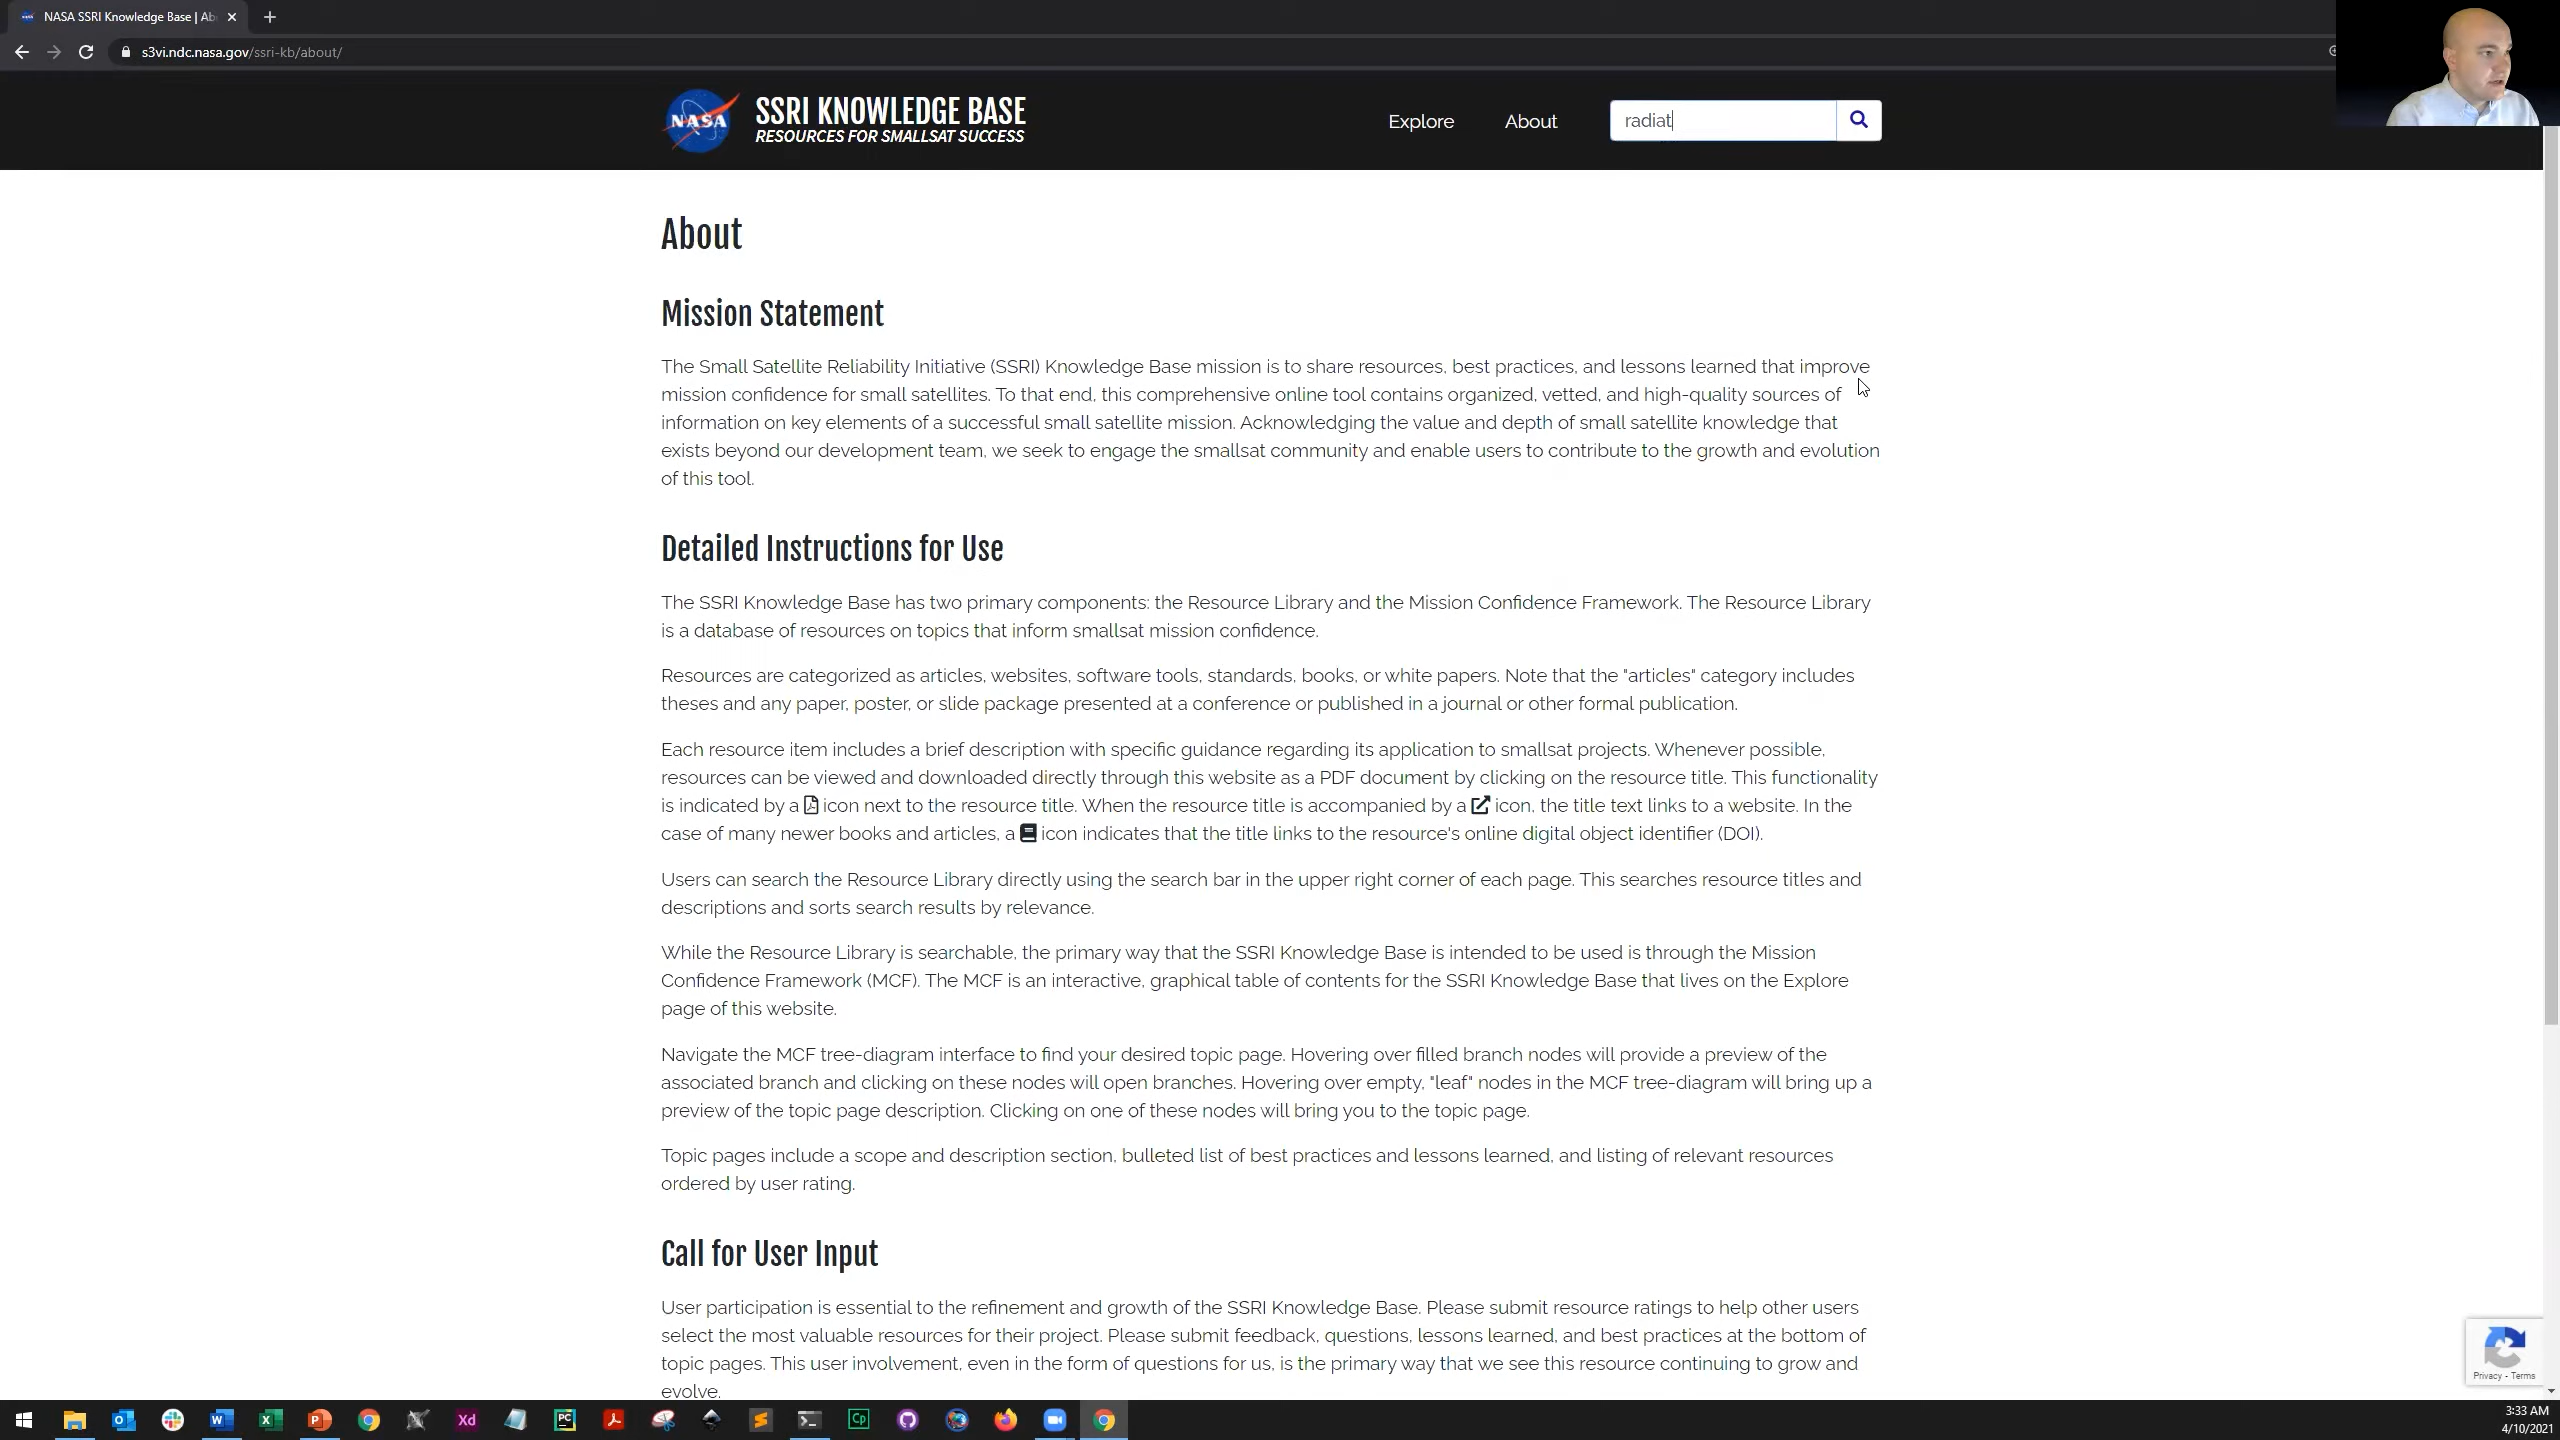 NASA SSRI Knowledge Base | Ab
s3vi.ndc.nasa.gov/ssri-kb/about/
NASA
SSRI KNOWLEDGE BASE
RESOURCES FOR SMALLSAT SUCCESS
Explore
About
radiat
About
Mission Statement
The Small Satellite Reliability Initiative (SSRI) Knowledge Base mission is to share resources, best practices, and lessons learned that improve
mission confidence for small satellites. To that end, this comprehensive online tool contains organized, vetted, and high-quality sources of
information on key elements of a successful small satellite mission. Acknowledging the value and depth of small satellite knowledge that
exists beyond our development team, we seek to engage the smallsat community and enable users to contribute to the growth and evolution
of this tool.
Detailed Instructions for Use
The SSRI Knowledge Base has two primary components: the Resource Library and the Mission Confidence Framework. The Resource Library
is a database of resources on topics that inform smallsat mission confidence.
Resources are categorized as articles, websites, software tools, standards, books, or white papers. Note that the "articles" category includes
theses and any paper, poster, or slide package presented at a conference or published in a journal or other formal publication.
Each resource item includes a brief description with specific guidance regarding its application to smallsat projects. Whenever possible,
resources can be viewed and downloaded directly through this website as a PDF document by clicking on the resource title. This functionality
is indicated by a icon next to the resource title. When the resource title is accompanied by a icon, the title text links to a website. In the
case of many newer books and articles, a icon indicates that the title links to the resource's online digital object identifier (DOI).
Users can search the Resource Library directly using the search bar in the upper right corner of each page. This searches resource titles and
descriptions and sorts search results by relevance.
While the Resource Library is searchable, the primary way that the SSRI Knowledge Base is intended to be used is through the Mission
Confidence Framework (MCF). The MCF is an interactive, graphical table of contents for the SSRI Knowledge Base that lives on the Explore
page of this website.
Navigate the MCF tree-diagram interface to find your desired topic page. Hovering over filled branch nodes will provide a preview of the
associated branch and clicking on these nodes will open branches. Hovering over empty, "leaf" nodes in the MCF tree-diagram will bring up a
preview of the topic page description. Clicking on one of these nodes will bring you to the topic page.
Topic pages include a scope and description section, bulleted list of best practices and lessons learned, and listing of relevant resources
ordered by user rating.
Call for User Input
User participation is essential to the refinement and growth of the SSRI Knowledge Base. Please submit resource ratings to help other users
select the most valuable resources for their project. Please submit feedback, questions, lessons learned, and best practices at the bottom of
topic pages. This user involvement, even in the form of questions for us, is the primary way that we see this resource continuing to grow and
evolve.
Privacy - Terms
Xd
PC
Cp
3:33 AM
4/10/2021